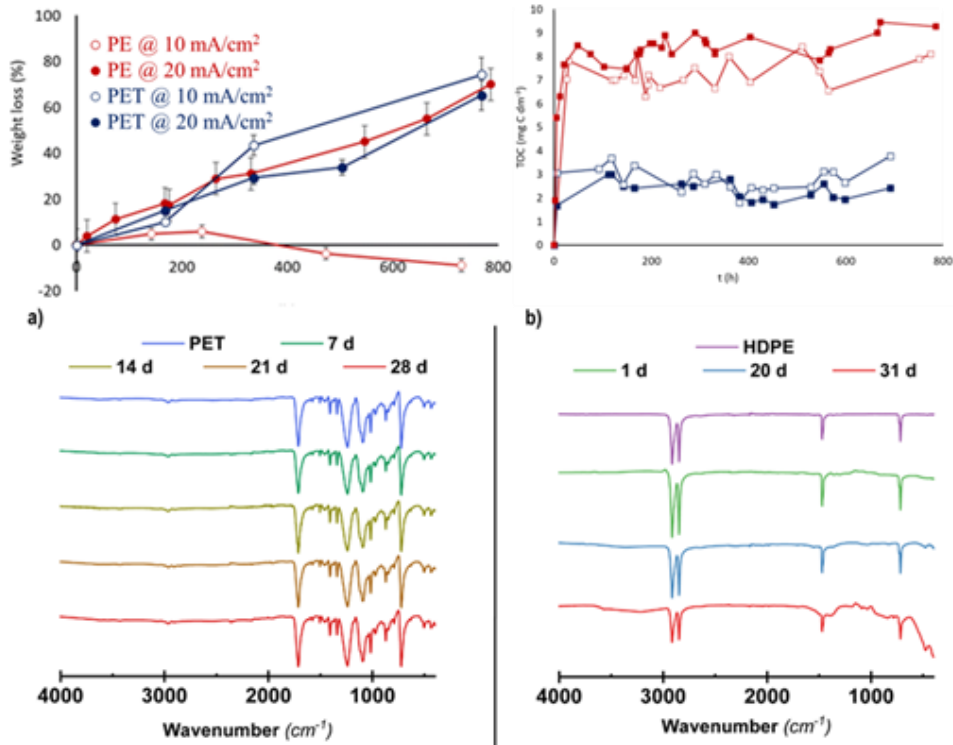 100
80
60
40
20
0
-20
Weight loss (%)
PE @ 10 mA/cm²
PE @ 20 mA/cm²
PET @ 10 mA/cm²
PET @ 20 mA/cm²
0 200 400 600 800
10
9
8
7
6
5
4
3
2
1
0
TOC (mg C dm⁻³)
0 200 400 600 800
t (h)
a)
PET 7 d
14 d 21 d 28 d
4000 3000 2000 1000
Wavenumber (cm⁻¹)
b)
HDPE
1 d 20 d 31 d
4000 3000 2000 1000
Wavenumber (cm⁻¹)